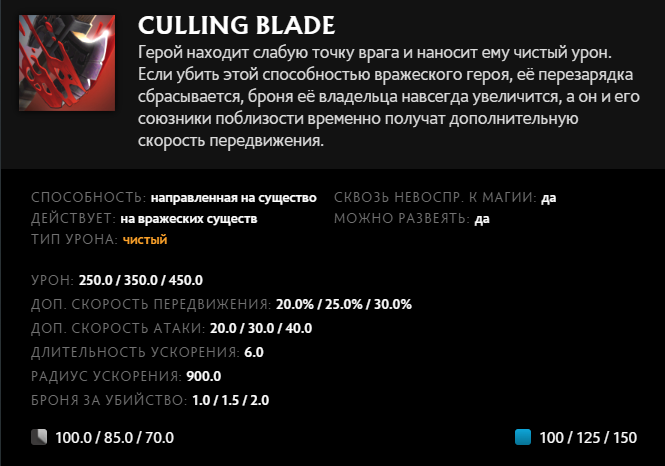 CULLING BLADE
Герой находит слабую точку врага и наносит ему чистый урон.
Если убить этой способностью вражеского героя, её перезарядка
сбрасывается, броня её владельца навсегда увеличится, а он и его
союзники поблизости временно получат дополнительную
скорость передвижения.
СПОСОБНОСТЬ: направленная на существо СКВОЗЬ НЕВОСПР. К МАГИИ: да
ДЕЙСТВУЕТ: на вражеских существ МОЖНО РАЗВЕЯТЬ: да
ТИП УРОНА: чистый
УРОН: 250.0 / 350.0 / 450.0
ДОП. СКОРОСТЬ ПЕРЕДВИЖЕНИЯ: 20.0% / 25.0% / 30.0%
ДОП. СКОРОСТЬ АТАКИ: 20.0 / 30.0 / 40.0
ДЛИТЕЛЬНОСТЬ УСКОРЕНИЯ: 6.0
РАДИУС УСКОРЕНИЯ: 900.0
БРОНЯ ЗА УБИЙСТВО: 1.0 / 1.5 / 2.0
100.0 / 85.0 / 70.0 100 / 125 / 150